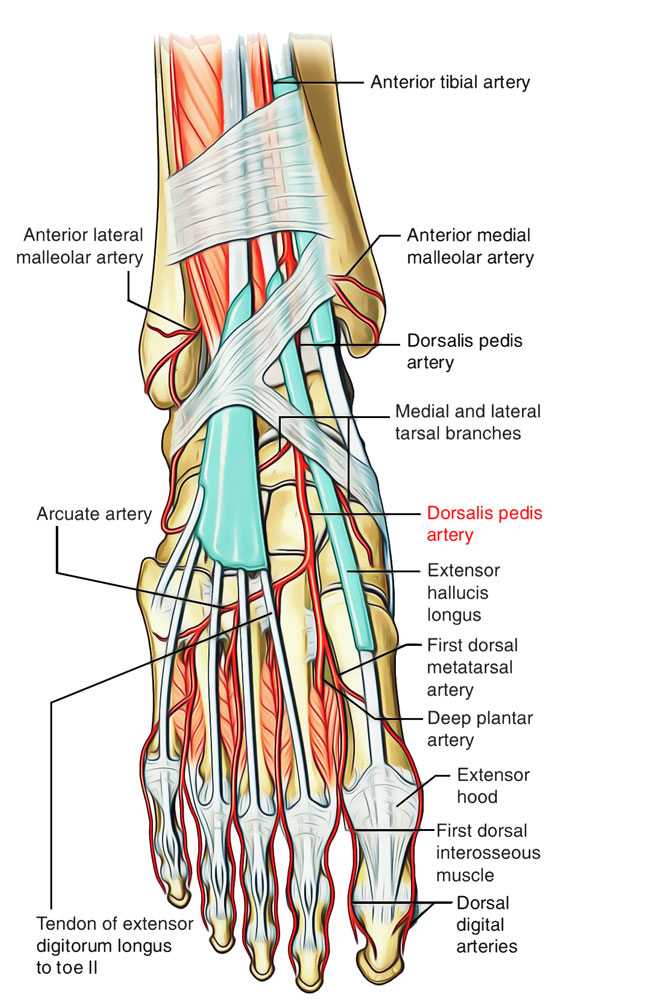 Anterior tibial artery
Anterior lateral
malleolar artery
Anterior medial
malleolar artery
Dorsalis pedis
artery
Medial and lateral
tarsal branches
Arcuate artery
Dorsalis pedis
artery
Extensor
hallucis
longus
First dorsal
metatarsal
artery
Deep plantar
artery
Extensor
hood
First dorsal
interosseous
muscle
Dorsal
digital
arteries
Tendon of extensor
digitorum longus
to toe II